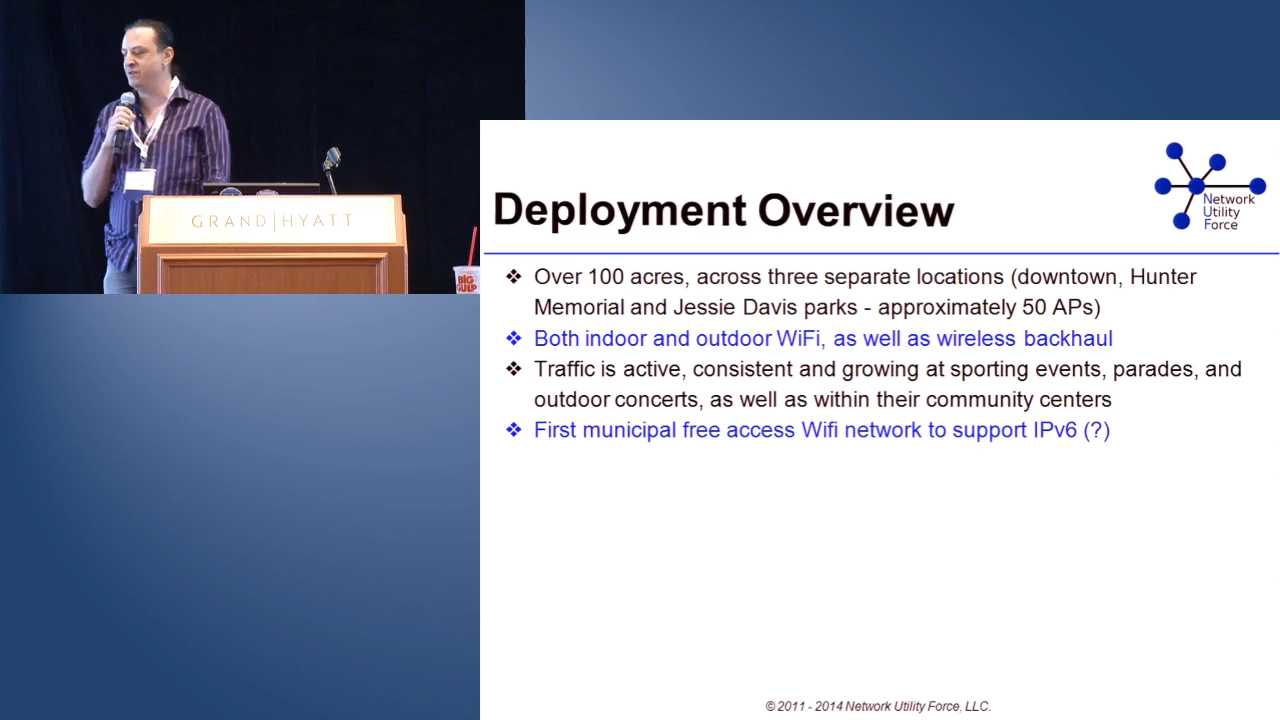 GRAND|HYATT
BIG
GULP
Network
Utility
Force
Deployment Overview
❖ Over 100 acres, across three separate locations (downtown, Hunter
Memorial and Jessie Davis parks - approximately 50 APs)
❖ Both indoor and outdoor WiFi, as well as wireless backhaul
❖ Traffic is active, consistent and growing at sporting events, parades, and
outdoor concerts, as well as within their community centers
❖ First municipal free access Wifi network to support IPv6 (?)
© 2011 - 2014 Network Utility Force, LLC.